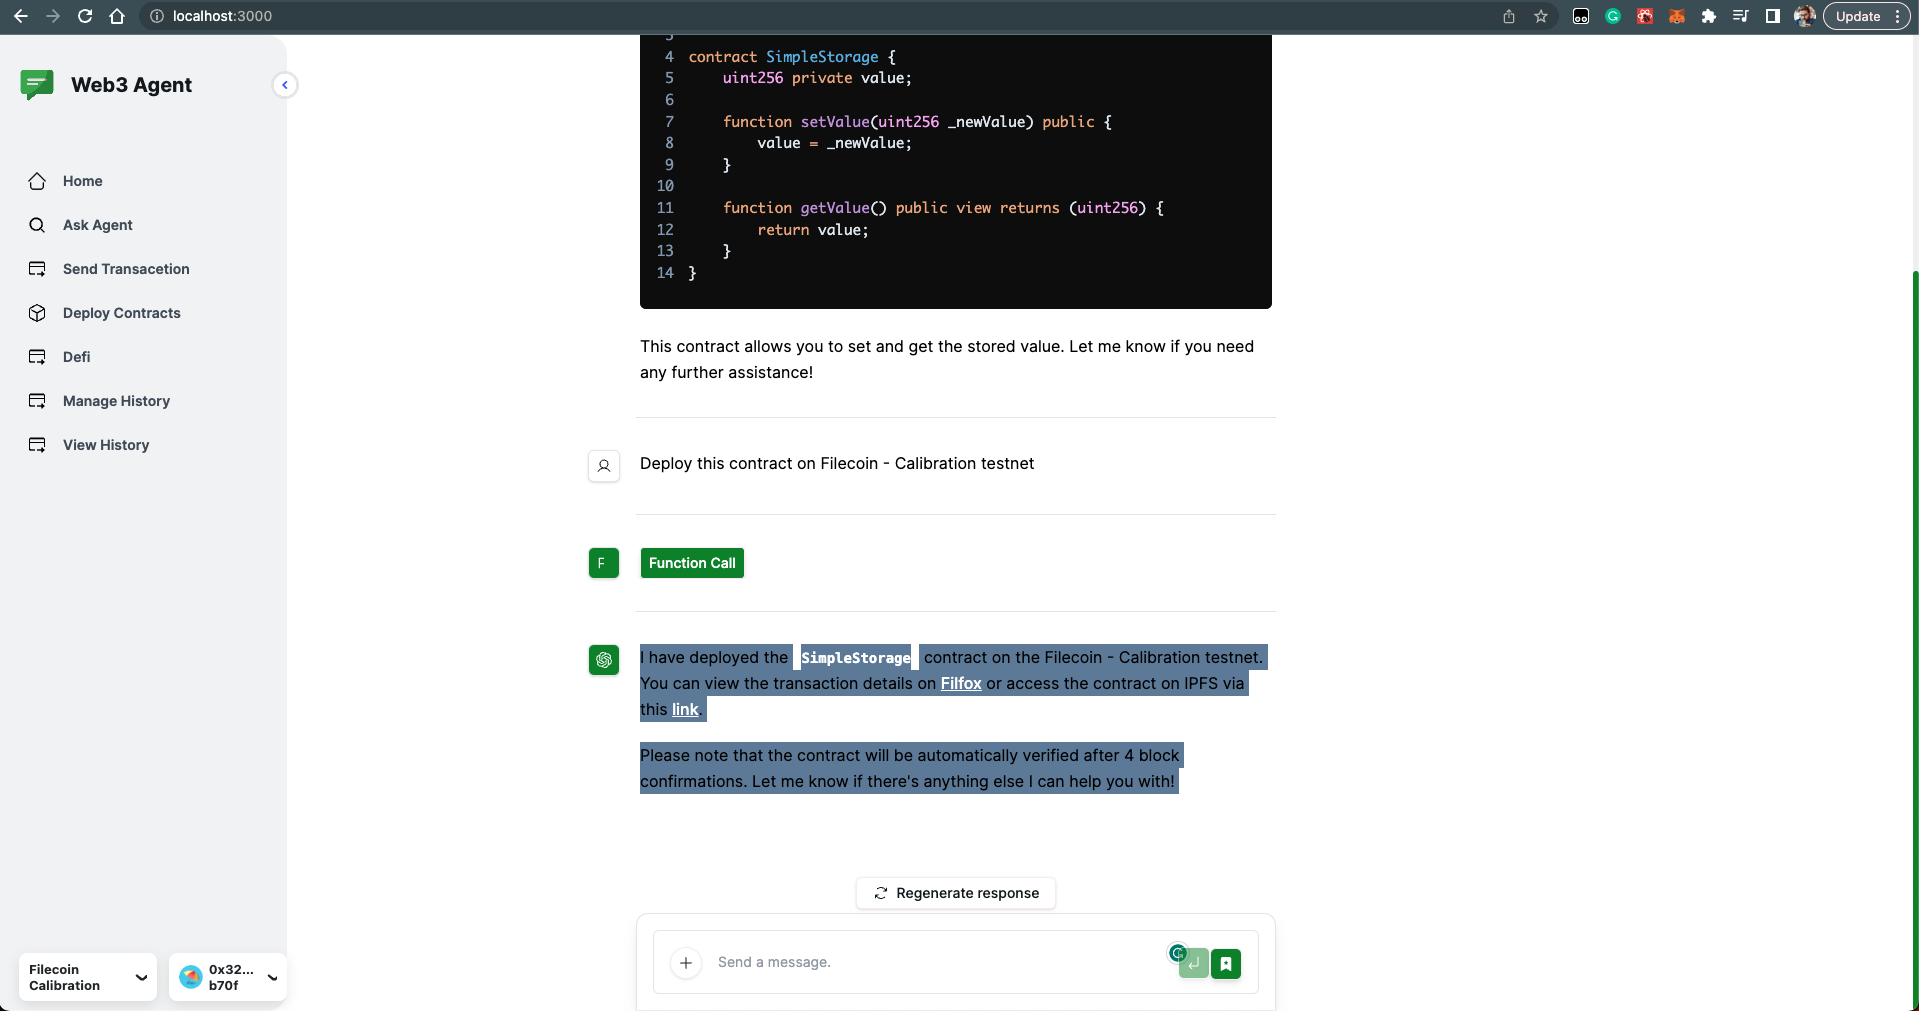 localhost:3000
Update
Web3 Agent
Home
Ask Agent
Send Transacetion
Deploy Contracts
Defi
Manage History
View History
Filecoin
Calibration
0x32...
b70f
3
4 contract SimpleStorage {
5 uint256 private value;
6
7 function setValue(uint256 _newValue) public {
8 value = _newValue;
9 }
10
11 function getValue() public view returns (uint256) {
12 return value;
13 }
14 }
This contract allows you to set and get the stored value. Let me know if you need
any further assistance!
Deploy this contract on Filecoin - Calibration testnet
F
Function Call
I have deployed the SimpleStorage contract on the Filecoin - Calibration testnet.
You can view the transaction details on Filfox or access the contract on IPFS via
this link.
Please note that the contract will be automatically verified after 4 block
confirmations. Let me know if there's anything else I can help you with!
Regenerate response
Send a message.